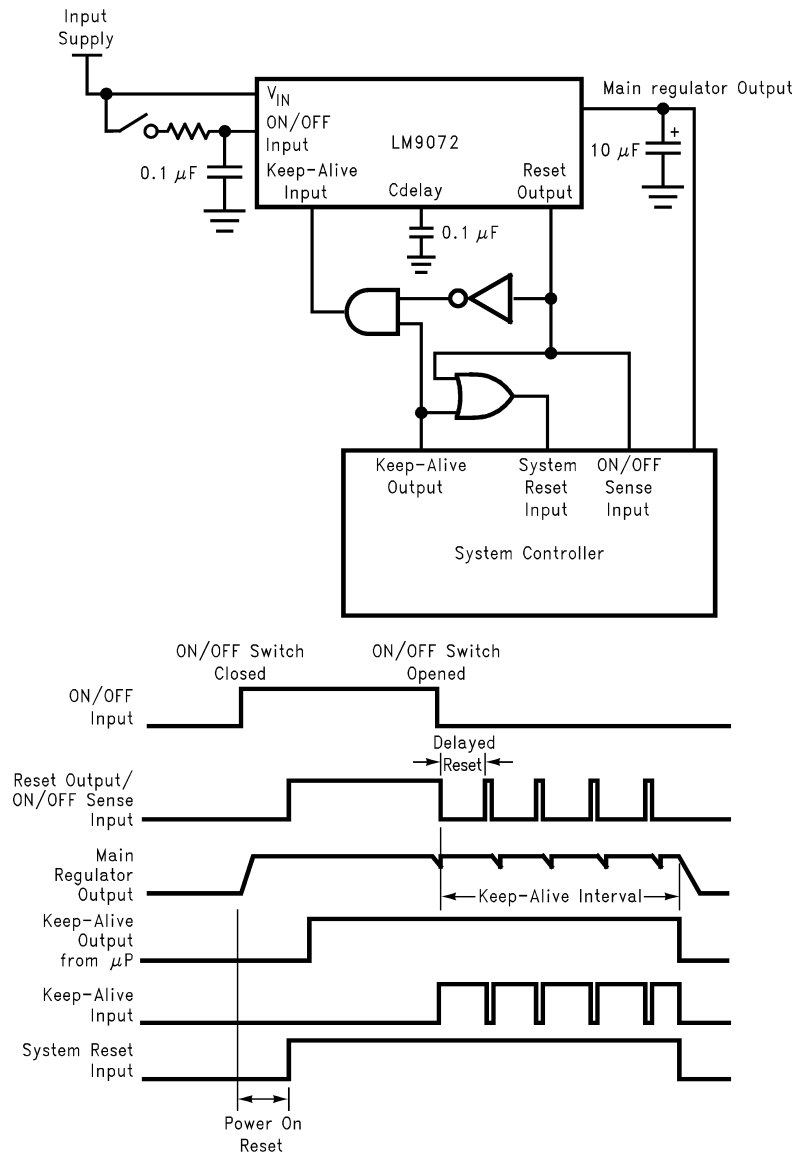 Input
Supply
V_IN
ON/OFF
Input
Keep-Alive
Input
LM9072
Cdelay
Reset
Output
Main regulator Output
+
10 μF
0.1 μF
0.1 μF
Keep-Alive
Output
System
Reset
Input
ON/OFF
Sense
Input
System Controller
ON/OFF Switch
Closed
ON/OFF Switch
Opened
ON/OFF
Input
Delayed
Reset
Reset Output/
ON/OFF Sense
Input
Main
Regulator
Output
Keep-Alive Interval
Keep-Alive
Output
from μP
Keep-Alive
Input
System Reset
Input
Power On
Reset